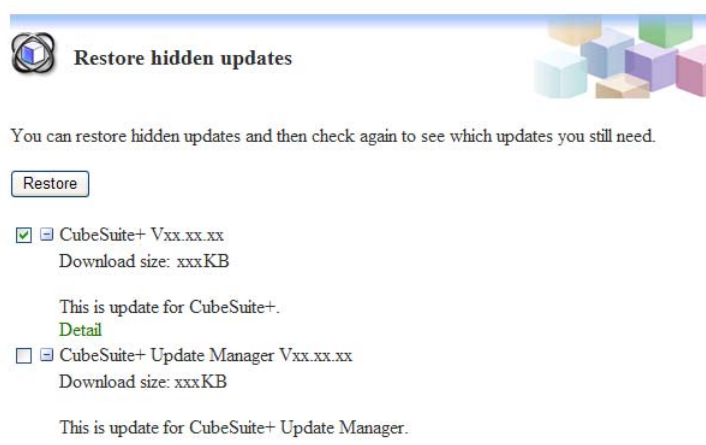 Restore hidden updates
You can restore hidden updates and then check again to see which updates you still need.
Restore
CubeSuite+ Vxx.xx.xx
Download size: xxxKB
This is update for CubeSuite+.
Detail
CubeSuite+ Update Manager Vxx.xx.xx
Download size: xxxKB
This is update for CubeSuite+ Update Manager.